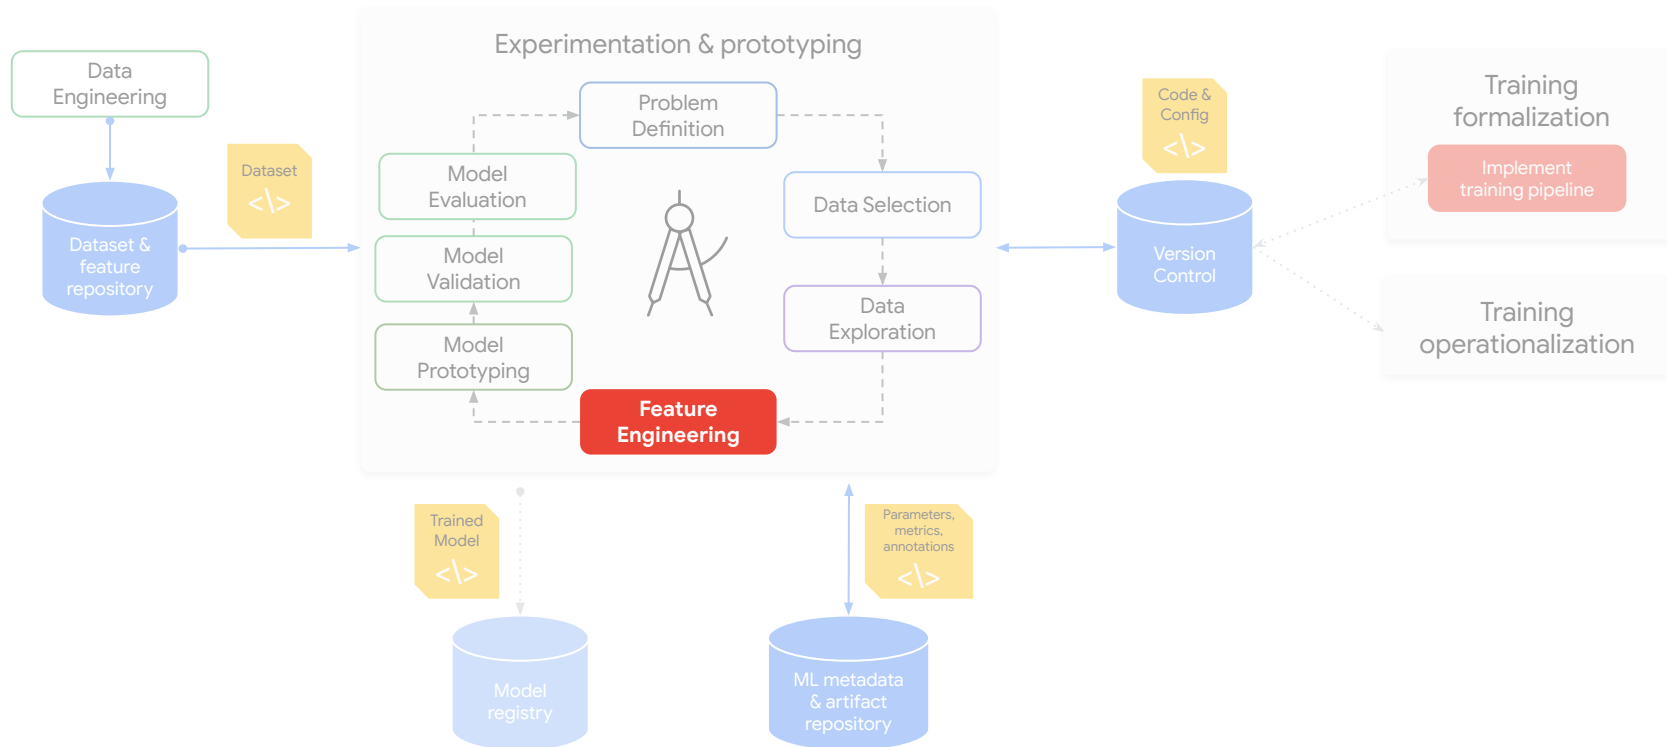 Experimentation & prototyping
Data
Engineering
Dataset
</>
Dataset &
feature
repository
Problem
Definition
Data Selection
Data
Exploration
Feature
Engineering
Model
Prototyping
Model
Validation
Model
Evaluation
Code &
Config
</>
Version
Control
Training
formalization
Implement
training pipeline
Training
operationalization
Trained
Model
</>
Model
registry
Parameters,
metrics,
annotations
</>
ML metadata
& artifact
repository